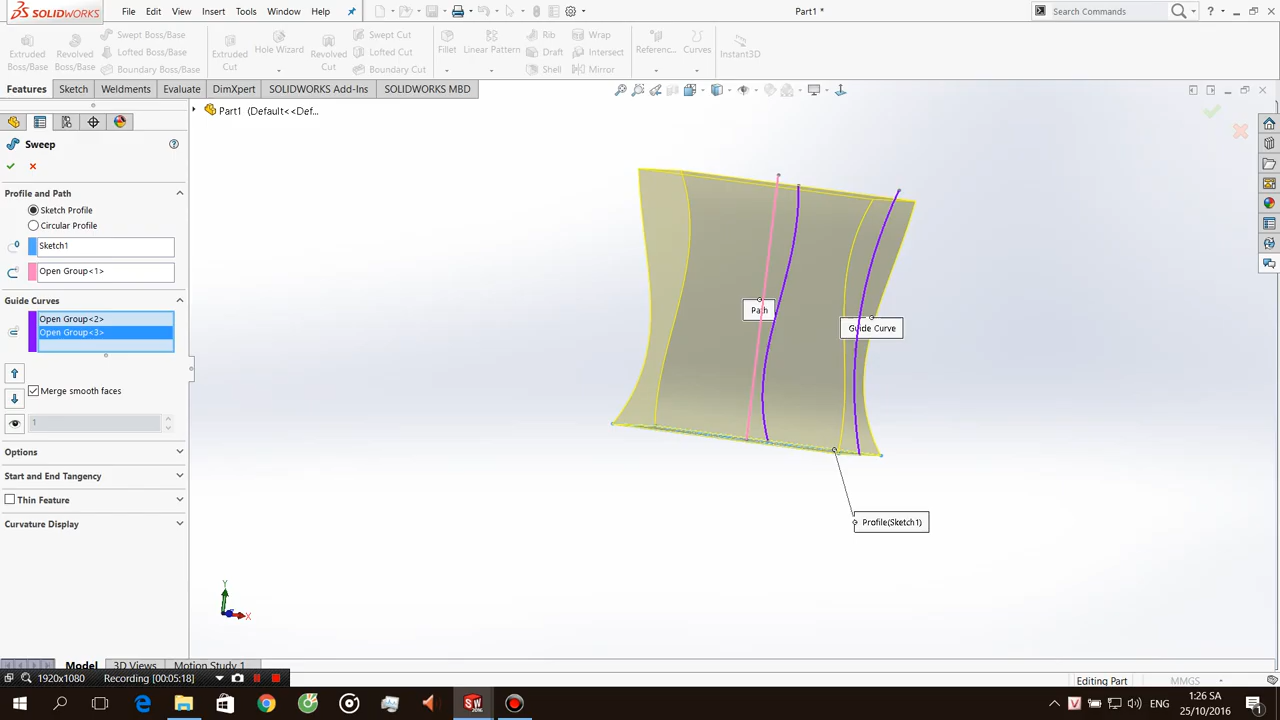 SOLIDWORKS File Edit View Insert Tools Window Help Part1 * Search Commands
Extruded Boss/Base
Revolved Boss/Base
Swept Boss/Base
Lofted Boss/Base
Boundary Boss/Base
Extruded Cut
Hole Wizard
Revolved Cut
Swept Cut
Lofted Cut
Boundary Cut
Fillet
Linear Pattern
Rib
Draft
Shell
Wrap
Intersect
Mirror
Referenc...
Curves
Instant3D
Features Sketch Weldments Evaluate DimXpert SOLIDWORKS Add-Ins SOLIDWORKS MBD
Part1 (Default<<Def...
Sweep
Profile and Path
Sketch Profile
Circular Profile
Sketch1
Open Group<1>
Guide Curves
Open Group<2>
Open Group<3>
Merge smooth faces
1
Options
Start and End Tangency
Thin Feature
Curvature Display
Path
Guide Curve
Profile(Sketch1)
Y
X
Model 3D Views Motion Study 1
1920x1080 Recording [00:05:18]
Editing Part MMGS
ENG 1:26 SA
25/10/2016